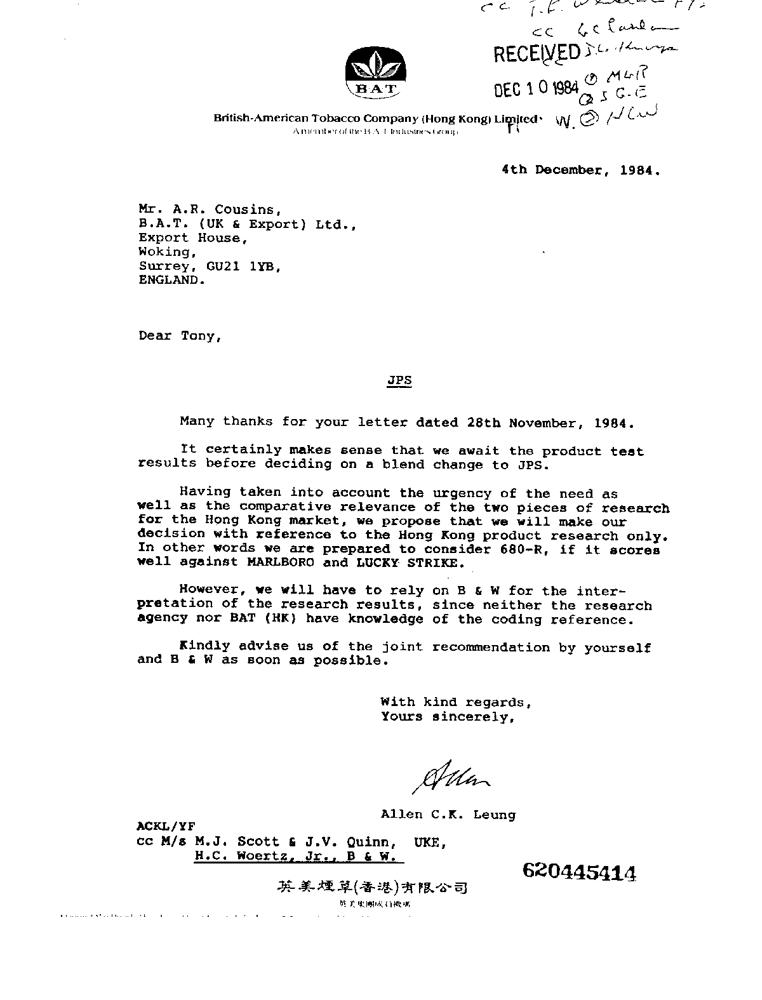 cc
cc
RECEIVED
DEC 10 1984
BAT
British-American Tobacco Company (Hong Kong) Limited
A member of the B.A.T Industries Group
4th December, 1984.
Mr. A.R. Cousins,
B.A.T. (UK & Export) Ltd.,
Export House,
Woking,
Surrey, GU21 1YB,
ENGLAND.
Dear Tony,
JPS
Many thanks for your letter dated 28th November, 1984.
It certainly makes sense that we await the product test
results before deciding on a blend change to JPS.
Having taken into account the urgency of the need as
well as the comparative relevance of the two pieces of research
for the Hong Kong market, we propose that we will make our
decision with reference to the Hong Kong product research only.
In other words we are prepared to consider 680-R, if it scores
well against MARLBORO and LUCKY STRIKE.
However, we will have to rely on B & W for the inter-
pretation of the research results, since neither the research
agency nor BAT (HK) have knowledge of the coding reference.
Kindly advise us of the joint recommendation by yourself
and B & W as soon as possible.
With kind regards,
Yours sincerely,
Allen
Allen C.K. Leung
ACKL/YF
cc M/s M.J. Scott & J.V. Quinn, UKE,
H.C. Woertz, Jr., B & W.
620445414
英美煙草(香港)有限公司
英美集團成員機構